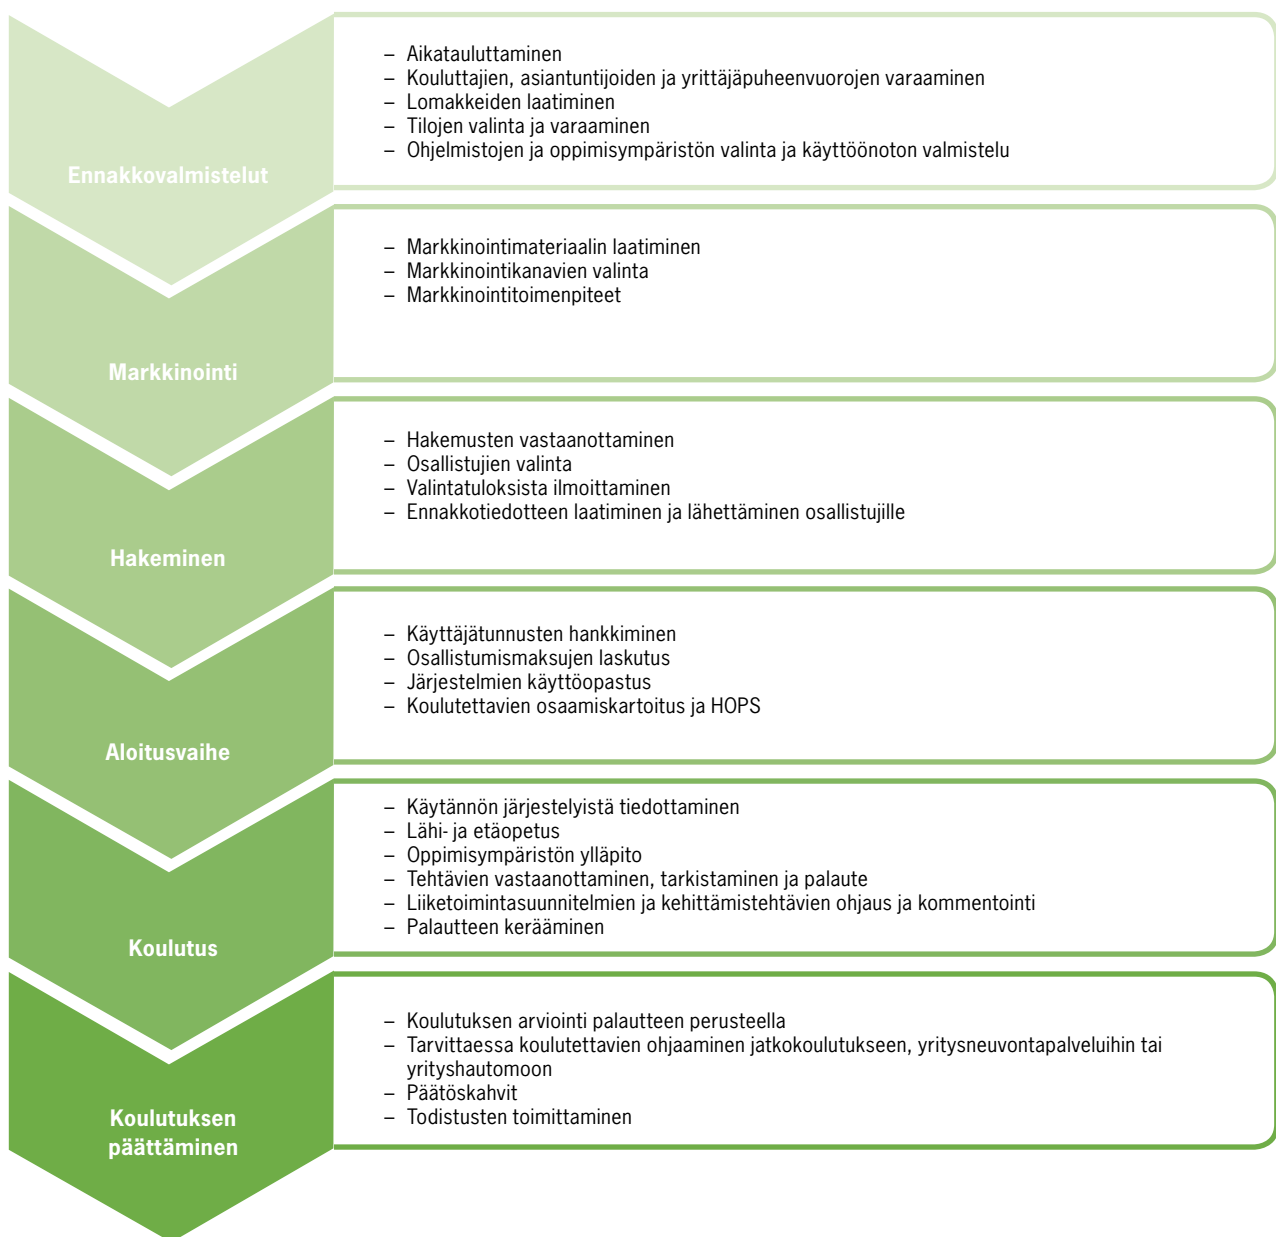 Ennakkovalmistelut
– Aikatauluttaminen
– Kouluttajien, asiantuntijoiden ja yrittäjäpuheenvuorojen varaaminen
– Lomakkeiden laatiminen
– Tilojen valinta ja varaaminen
– Ohjelmistojen ja oppimisympäristön valinta ja käyttöönoton valmistelu
Markkinointi
– Markkinointimateriaalin laatiminen
– Markkinointikanavien valinta
– Markkinointitoimenpiteet
Hakeminen
– Hakemusten vastaanottaminen
– Osallistujien valinta
– Valintatuloksista ilmoittaminen
– Ennakkotiedotteen laatiminen ja lähettäminen osallistujille
Aloitusvaihe
– Käyttäjätunnusten hankkiminen
– Osallistumismaksujen laskutus
– Järjestelmien käyttöopastus
– Koulutettavien osaamiskartoitus ja HOPS
Koulutus
– Käytännön järjestelyistä tiedottaminen
– Lähi- ja etäopetus
– Oppimisympäristön ylläpito
– Tehtävien vastaanottaminen, tarkistaminen ja palaute
– Liiketoimintasuunnitelmien ja kehittämistehtävien ohjaus ja kommentointi
– Palautteen kerääminen
Koulutuksen
päättäminen
– Koulutuksen arviointi palautteen perusteella
– Tarvittaessa koulutettavien ohjaaminen jatkokoulutukseen, yritysneuvontapalveluihin tai
yrityshautomoon
– Päätöskahvit
– Todistusten toimittaminen